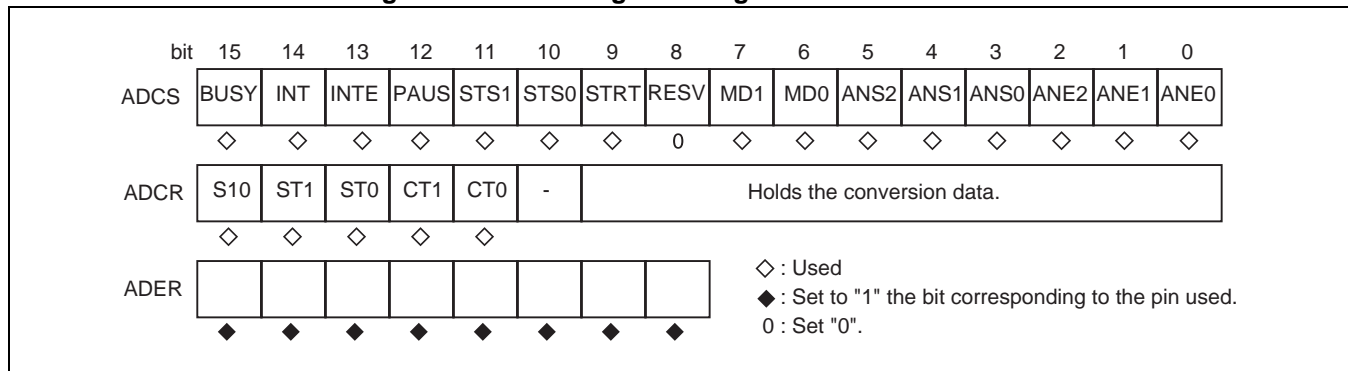 bit 15 14 13 12 11 10 9 8 7 6 5 4 3 2 1 0
ADCS BUSY INT INTE PAUS STS1 STS0 STRT RESV MD1 MD0 ANS2 ANS1 ANS0 ANE2 ANE1 ANE0
◇ ◇ ◇ ◇ ◇ ◇ ◇ 0 ◇ ◇ ◇ ◇ ◇ ◇ ◇ ◇
ADCR S10 ST1 ST0 CT1 CT0 - Holds the conversion data.
◇ ◇ ◇ ◇ ◇
ADER
◆ ◆ ◆ ◆ ◆ ◆ ◆ ◆
◇ : Used
◆ : Set to "1" the bit corresponding to the pin used.
0 : Set "0".